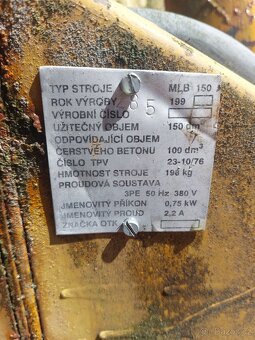 TYP STROJE MLB 150
ROK VÝROBY 199
VÝROBNÍ ČÍSLO
UŽITEČNÝ OBJEM 150 dm³
ODPOVÍDAJÍCÍ OBJEM
ČERSTVÉHO BETONU 100 dm³
ČÍSLO TPV 23-10/76
HMOTNOST STROJE 196 kg
PROUDOVÁ SOUSTAVA
3PE 50 Hz 380 V
JMENOVITÝ PŘÍKON 0,75 kW
JMENOVITÝ PROUD 2,2 A
ZNAČKA OTK